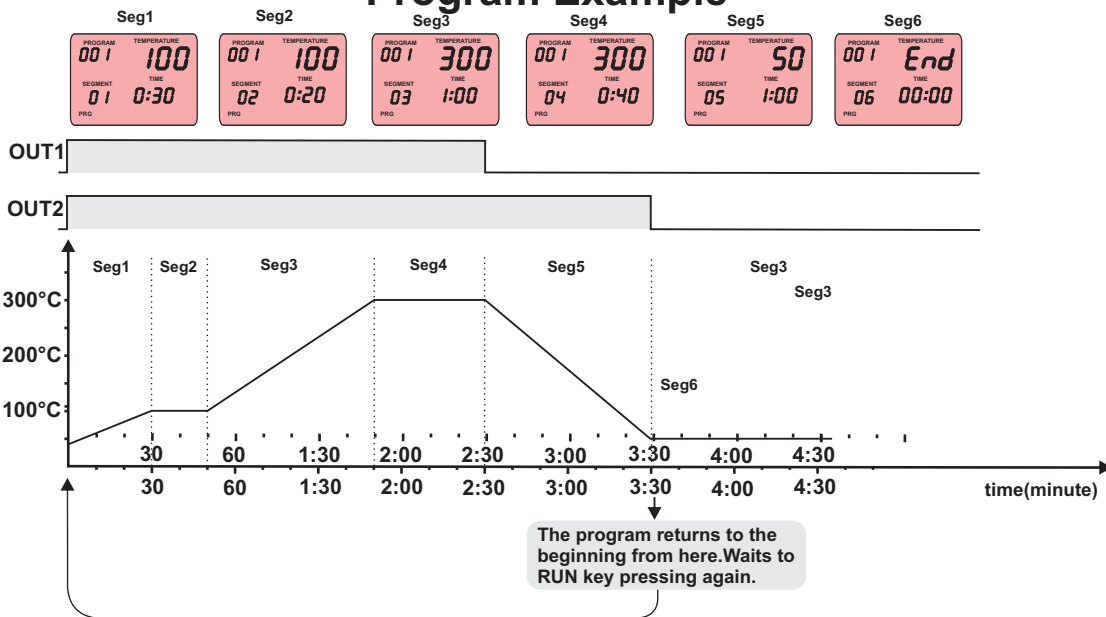 Program Example
Seg1 Seg2 Seg3 Seg4 Seg5 Seg6
PROGRAM TEMPERATURE PROGRAM TEMPERATURE PROGRAM TEMPERATURE PROGRAM TEMPERATURE PROGRAM TEMPERATURE PROGRAM TEMPERATURE
001 100 001 100 001 300 001 300 001 50 001 End
SEGMENT TIME SEGMENT TIME SEGMENT TIME SEGMENT TIME SEGMENT TIME SEGMENT TIME
01 0:30 02 0:20 03 1:00 04 0:40 05 1:00 06 00:00
PRG PRG PRG PRG PRG PRG
OUT1
OUT2
Seg1 Seg2 Seg3 Seg4 Seg5 Seg3
Seg3
300°C
200°C
Seg6
100°C
30 60 1:30 2:00 2:30 3:00 3:30 4:00 4:30
30 60 1:30 2:00 2:30 3:00 3:30 4:00 4:30 time(minute)
The program returns to the
beginning from here.Waits to
RUN key pressing again.